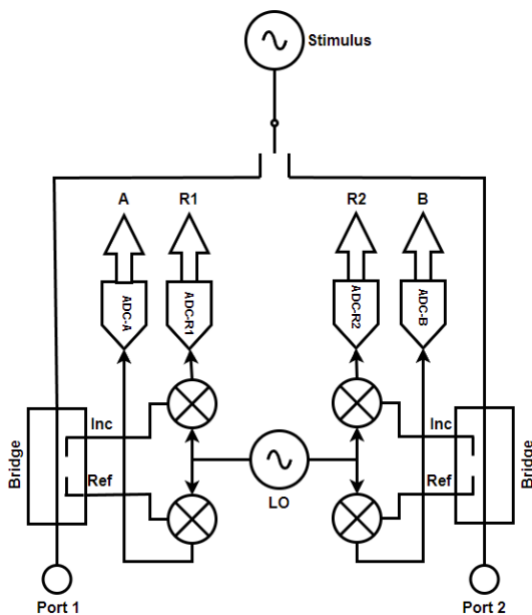 Stimulus
A
R1
R2
B
ADC-A
ADC-R1
ADC-R2
ADC-B
Inc
Inc
Bridge
Bridge
Ref
Ref
LO
Port 1
Port 2